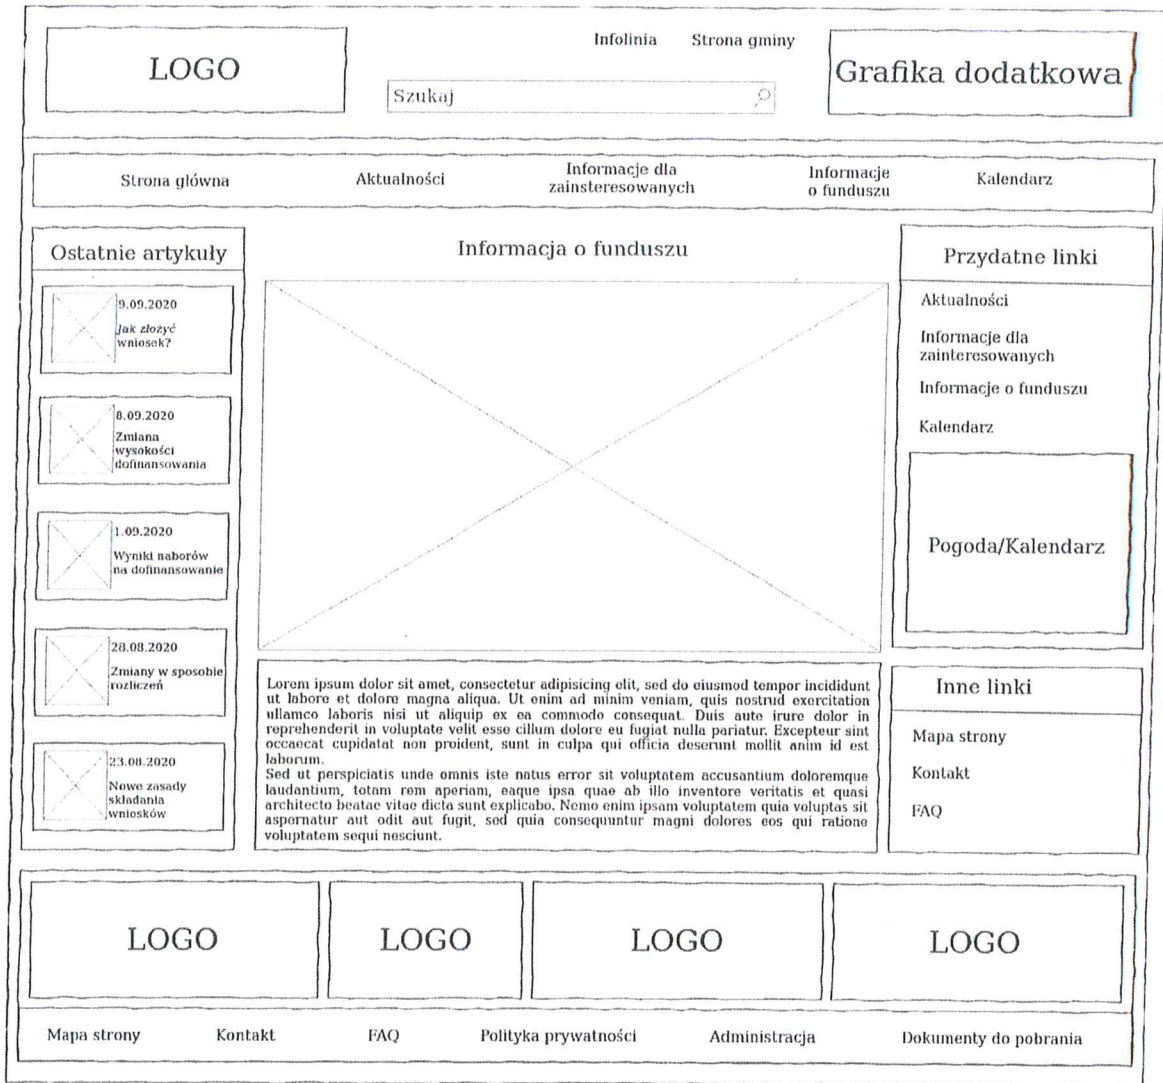 LOGO
Infolinia Strona gminy
Szukaj
Grafika dodatkowa
Strona główna Aktualności Informacje dla zainsteresowanych Informacje o funduszu Kalendarz
Ostatnie artykuły
9.09.2020
Jak złożyć
wniosek?
8.09.2020
Zmiana
wysokości
dofinansowania
1.09.2020
Wyniki naborów
na dofinansowanie
28.08.2020
Zmiany w sposobie
rozliczeń
23.08.2020
Nowe zasady
składania
wniosków
Informacja o funduszu
Lorem ipsum dolor sit amet, consectetur adipisicing elit, sed do eiusmod tempor incididunt
ut labore et dolore magna aliqua. Ut enim ad minim veniam, quis nostrud exercitation
ullamco laboris nisi ut aliquip ex ea commodo consequat. Duis aute irure dolor in
reprehenderit in voluptate velit esse cillum dolore eu fugiat nulla pariatur. Excepteur sint
occaecat cupidatat non proident, sunt in culpa qui officia deserunt mollit anim id est
laborum.
Sed ut perspiciatis unde omnis iste natus error sit voluptatem accusantium doloremque
laudantium, totam rem aperiam, eaque ipsa quae ab illo inventore veritatis et quasi
architecto beatae vitae dicta sunt explicabo. Nemo enim ipsam voluptatem quia voluptas sit
aspernatur aut odit aut fugit, sed quia consequuntur magni dolores eos qui ratione
voluptatem sequi nesciunt.
Przydatne linki
Aktualności
Informacje dla
zainteresowanych
Informacje o funduszu
Kalendarz
Pogoda/Kalendarz
Inne linki
Mapa strony
Kontakt
FAQ
LOGO LOGO LOGO LOGO
Mapa strony Kontakt FAQ Polityka prywatności Administracja Dokumenty do pobrania